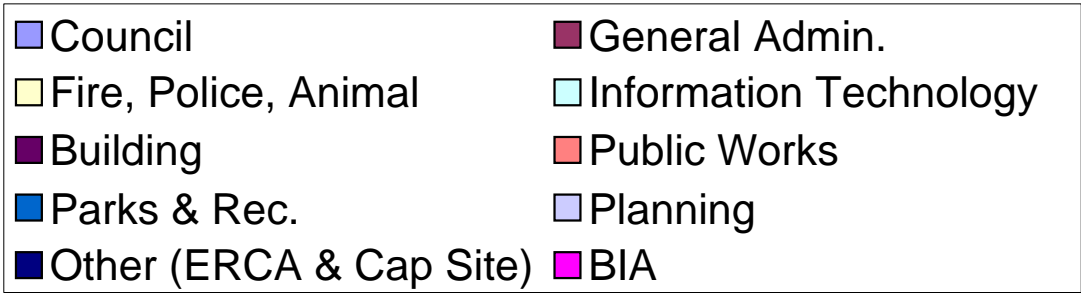 Council General Admin.
Fire, Police, Animal Information Technology
Building Public Works
Parks & Rec. Planning
Other (ERCA & Cap Site) BIA